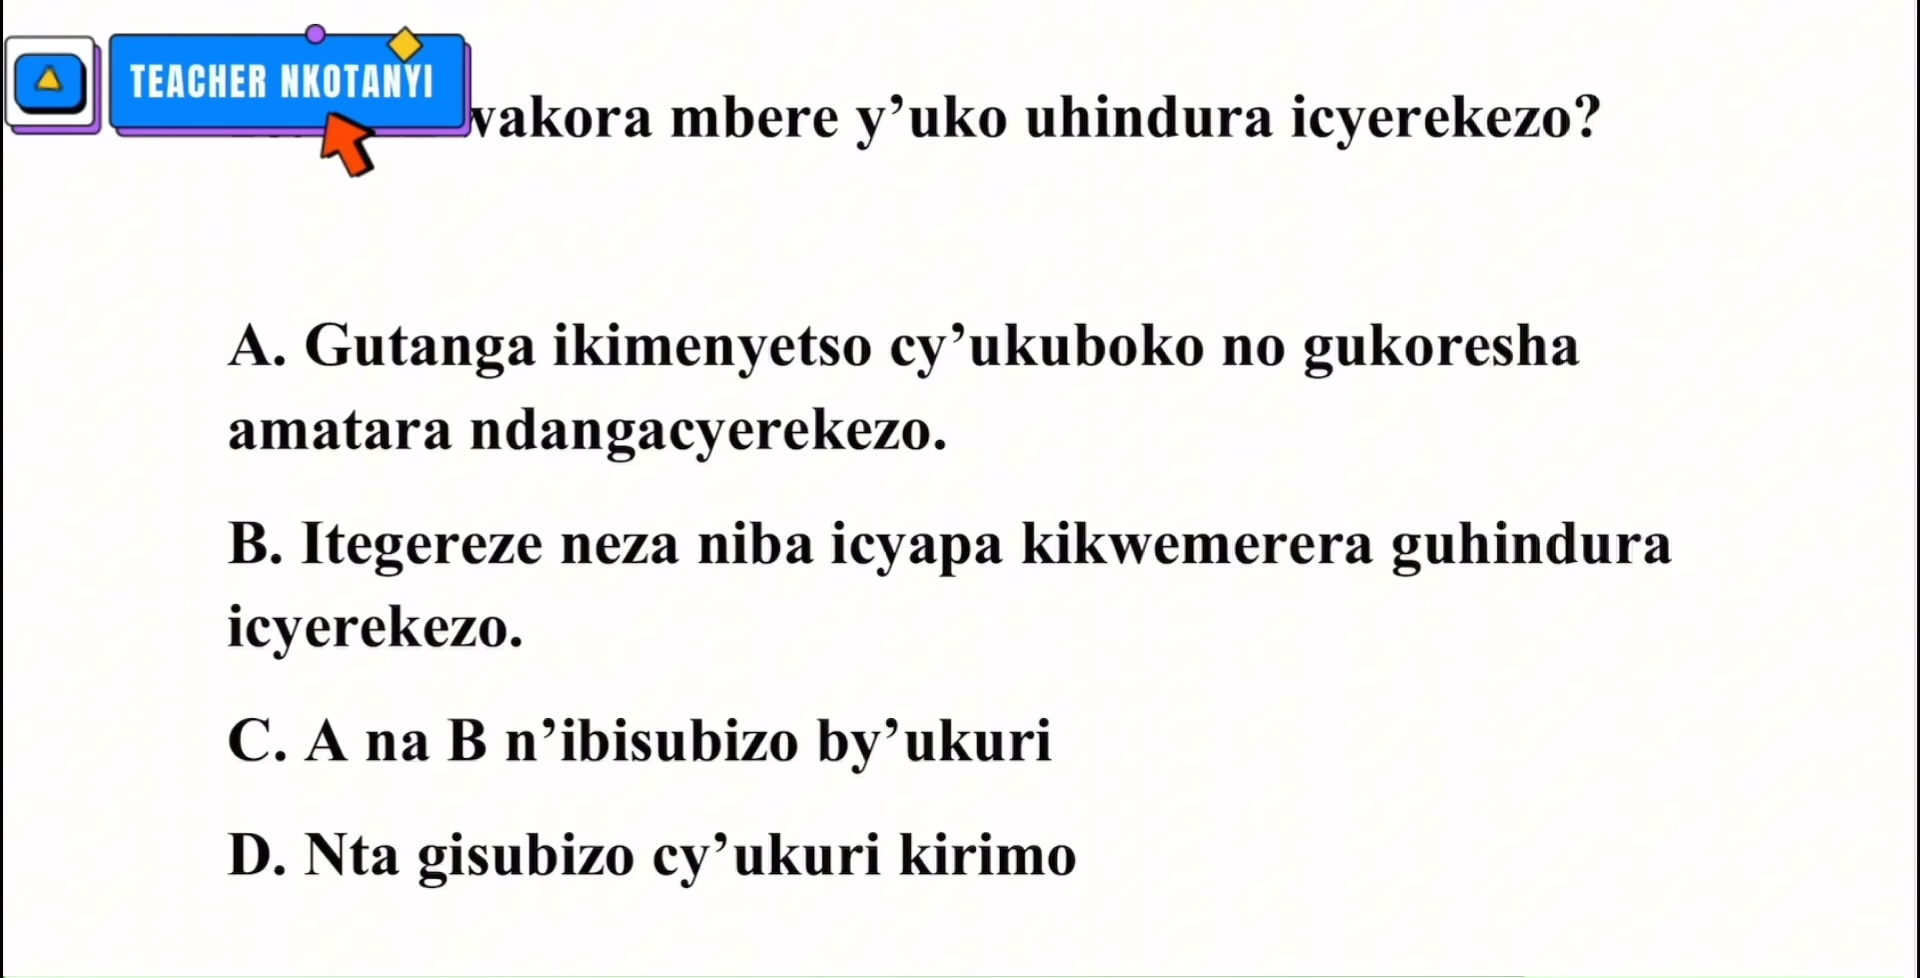 TEACHER NKOTANYI
wakora mbere y’uko uhindura icyerekezo?
A. Gutanga ikimenyetso cy’ukuboko no gukoresha
amatara ndangacyerekezo.
B. Itegereze neza niba icyapa kikwemerera guhindura
icyerekezo.
C. A na B n’ibisubizo by’ukuri
D. Nta gisubizo cy’ukuri kirimo